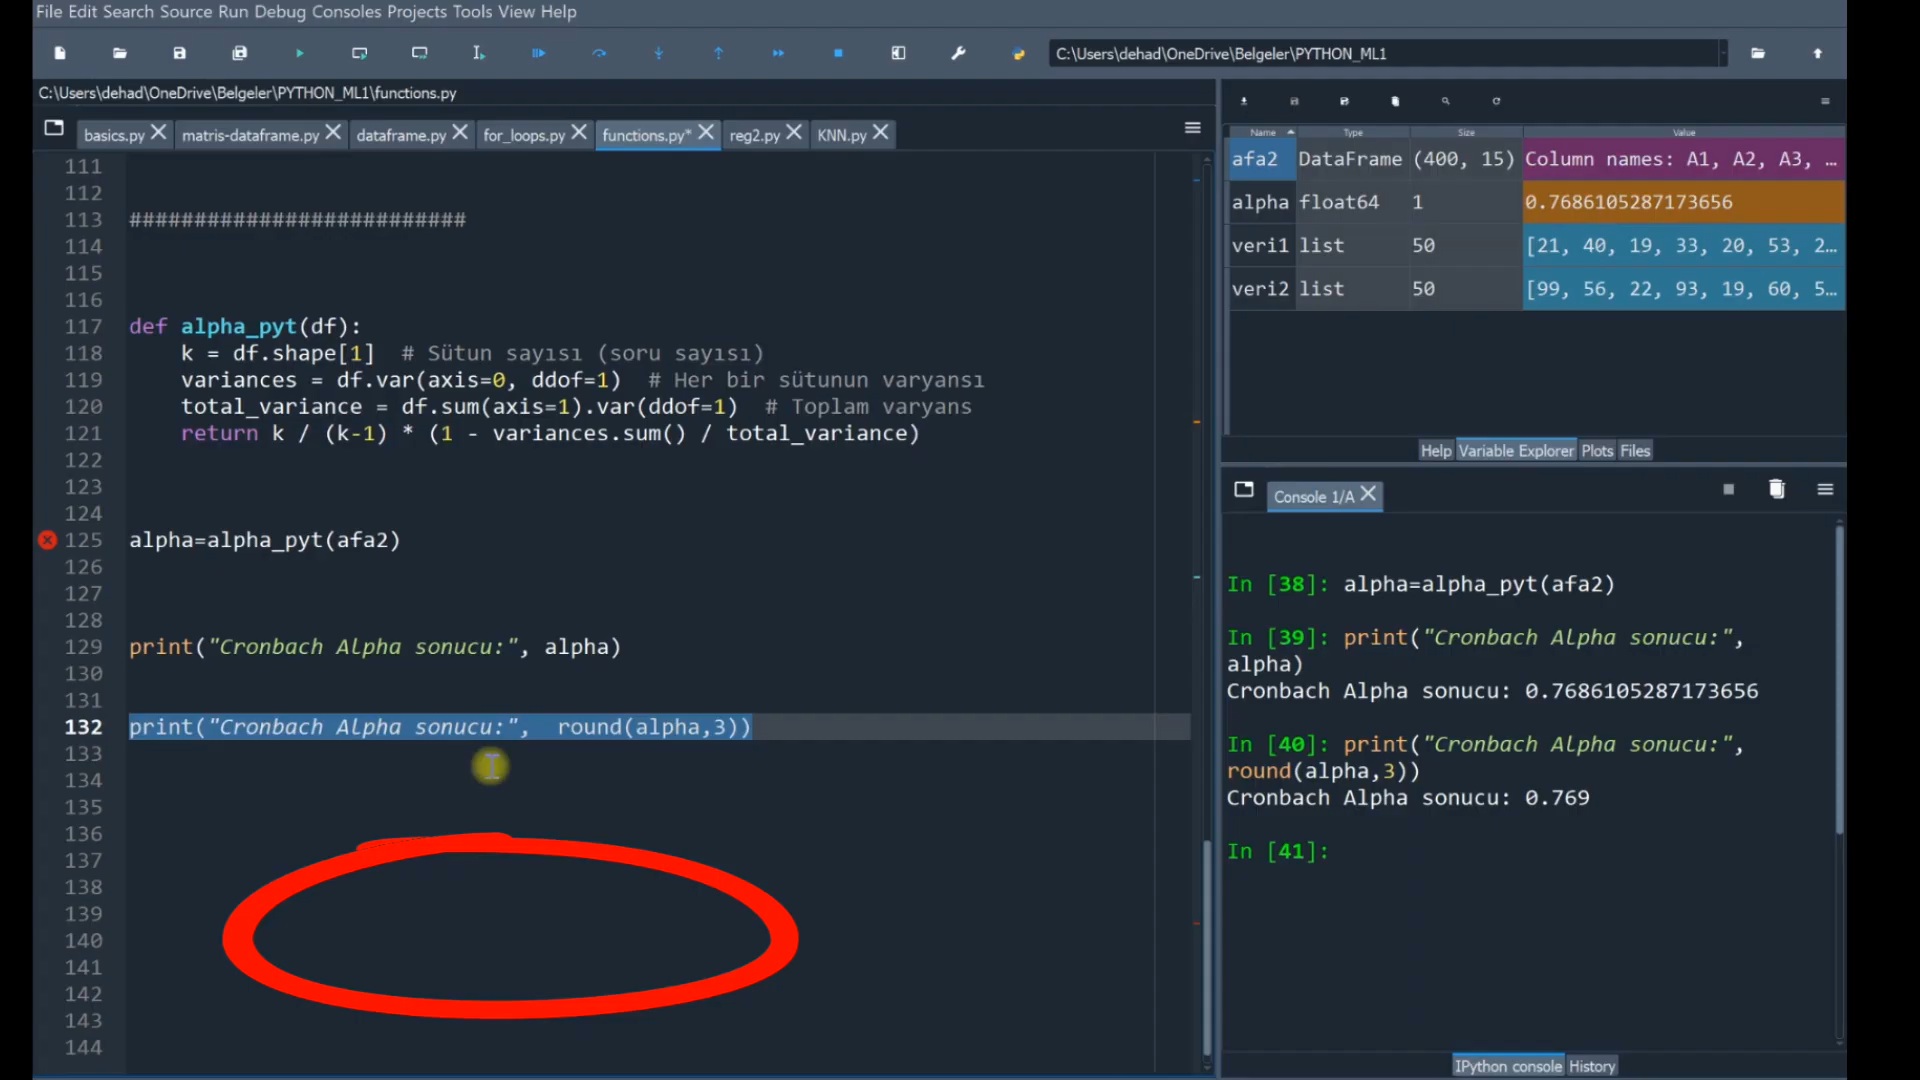 File Edit Search Source Run Debug Consoles Projects Tools View Help
C:\Users\dehad\OneDrive\Belgeler\PYTHON_ML1
C:\Users\dehad\OneDrive\Belgeler\PYTHON_ML1\functions.py
basics.py matris-dataframe.py dataframe.py for_loops.py functions.py* reg2.py KNN.py
111
112
113 ##########################
114
115
116
117 def alpha_pyt(df):
118 k = df.shape[1] # Sütun sayısı (soru sayısı)
119 variances = df.var(axis=0, ddof=1) # Her bir sütunun varyansı
120 total_variance = df.sum(axis=1).var(ddof=1) # Toplam varyans
121 return k / (k-1) * (1 - variances.sum() / total_variance)
122
123
124
125 alpha=alpha_pyt(afa2)
126
127
128
129 print("Cronbach Alpha sonucu:", alpha)
130
131
132 print("Cronbach Alpha sonucu:", round(alpha,3))
133
134
135
136
137
138
139
140
141
142
143
144
Name Type Size Value
afa2 DataFrame (400, 15) Column names: A1, A2, A3, …
alpha float64 1 0.7686105287173656
veri1 list 50 [21, 40, 19, 33, 20, 53, 2…
veri2 list 50 [99, 56, 22, 93, 19, 60, 5…
Help Variable Explorer Plots Files
Console 1/A
In [38]: alpha=alpha_pyt(afa2)
In [39]: print("Cronbach Alpha sonucu:",
alpha)
Cronbach Alpha sonucu: 0.7686105287173656
In [40]: print("Cronbach Alpha sonucu:",
round(alpha,3))
Cronbach Alpha sonucu: 0.769
In [41]:
IPython console History